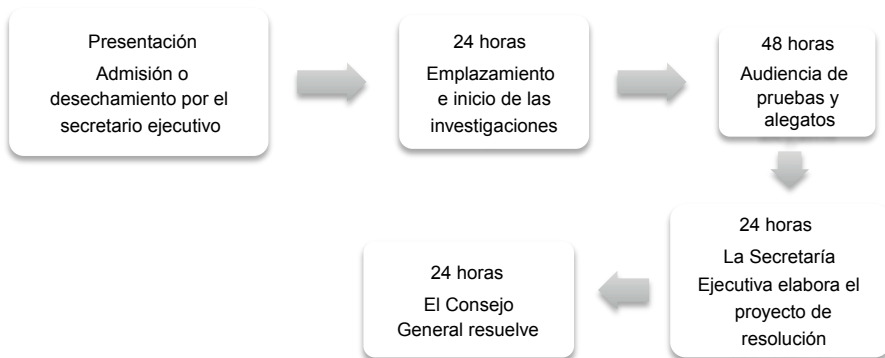 Presentación
Admisión o
desechamiento por el
secretario ejecutivo
24 horas
Emplazamiento
e inicio de las
investigaciones
48 horas
Audiencia de
pruebas y
alegatos
24 horas
La Secretaría
Ejecutiva elabora el
proyecto de
resolución
24 horas
El Consejo
General resuelve